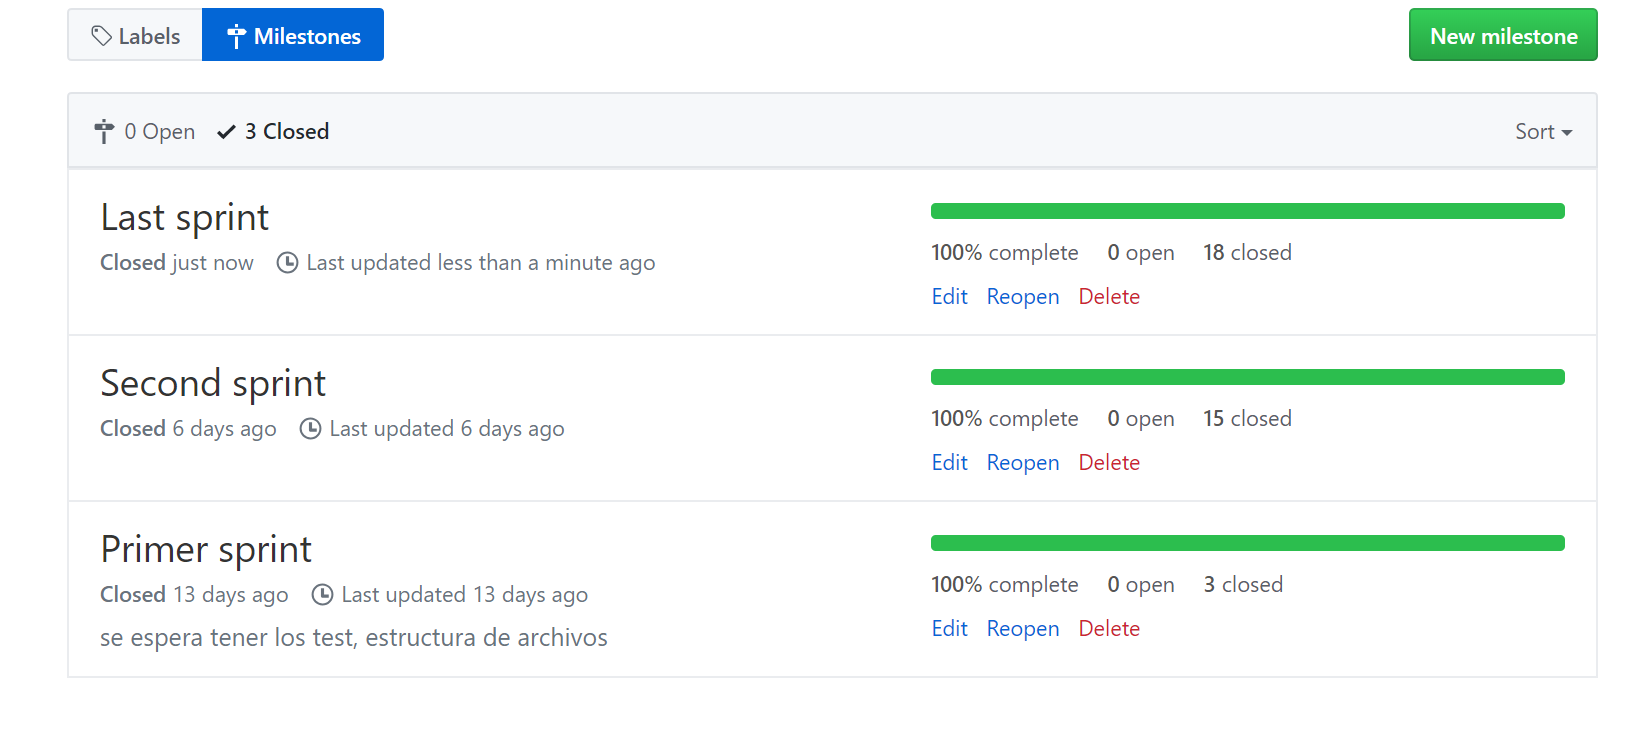 Labels Milestones New milestone
0 Open 3 Closed Sort
Last sprint
Closed just now Last updated less than a minute ago
100% complete 0 open 18 closed
Edit Reopen Delete
Second sprint
Closed 6 days ago Last updated 6 days ago
100% complete 0 open 15 closed
Edit Reopen Delete
Primer sprint
Closed 13 days ago Last updated 13 days ago
se espera tener los test, estructura de archivos
100% complete 0 open 3 closed
Edit Reopen Delete